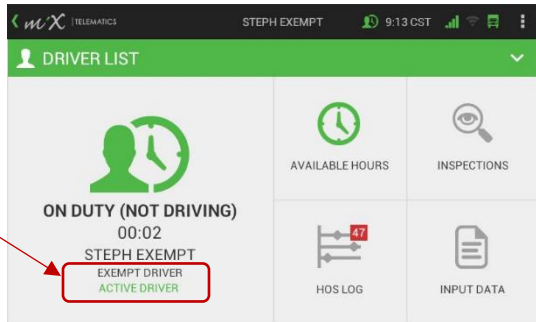 MiX TELEMATICS STEPH EXEMPT 9:13 CST
DRIVER LIST
ON DUTY (NOT DRIVING)
00:02
STEPH EXEMPT
EXEMPT DRIVER
ACTIVE DRIVER
AVAILABLE HOURS
INSPECTIONS
47
HOS LOG
INPUT DATA